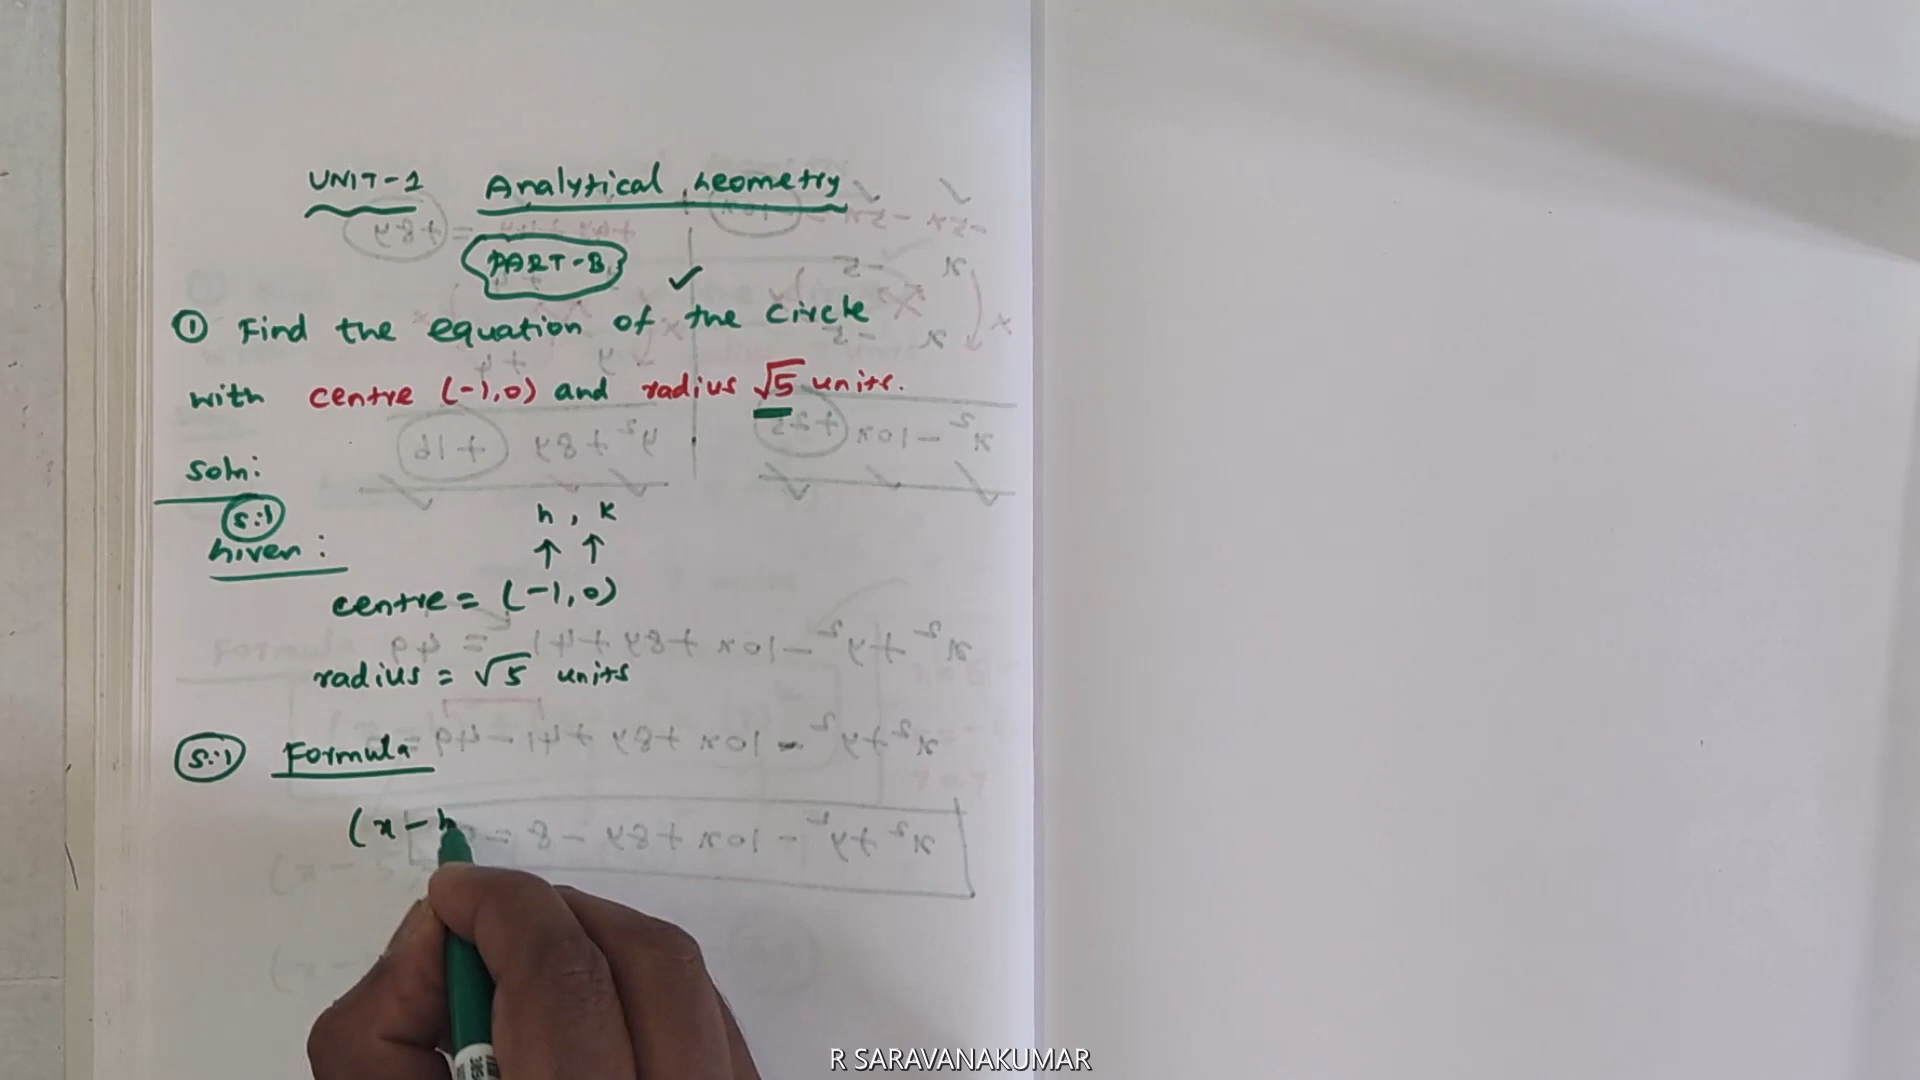 UNIT-1 Analytical Geometry
PART-B
① Find the equation of the circle
with centre (-1,0) and radius √5 units.
Soln:
S:1
Given:
h, k
↑ ↑
centre = (-1,0)
radius = √5 units
S:1 Formula
(x-h
R SARAVANAKUMAR